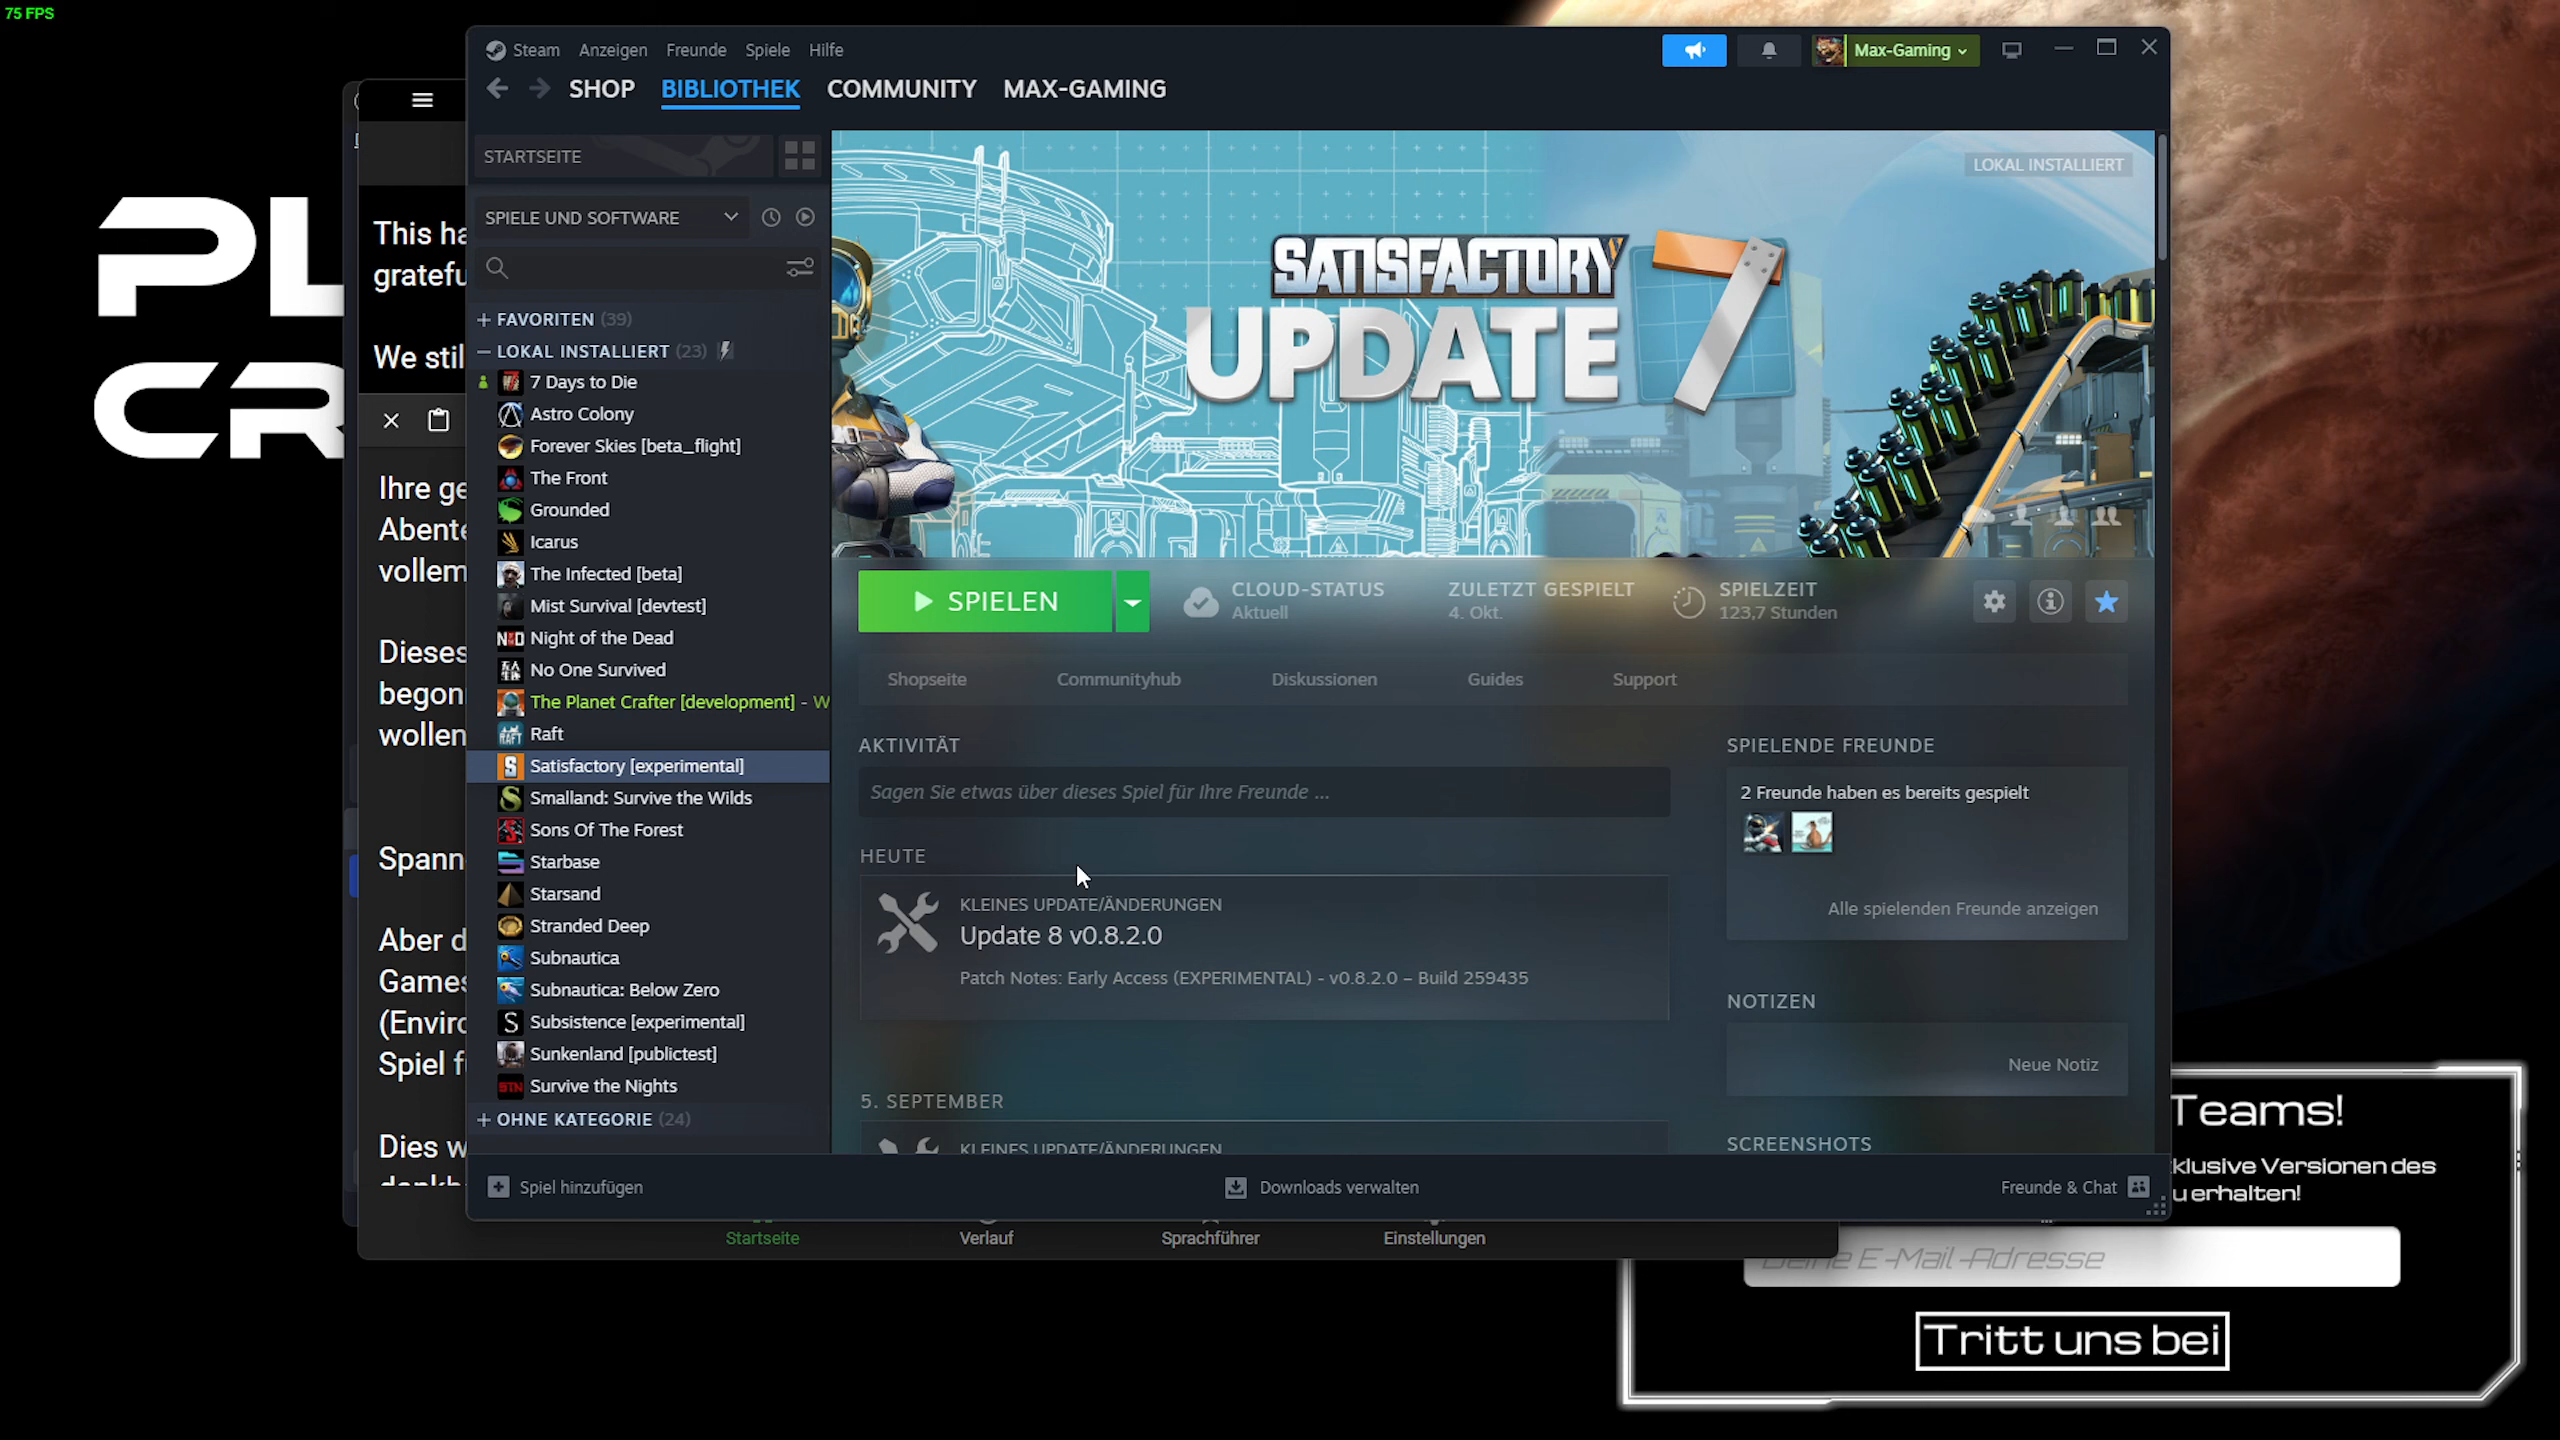 75 FPS
Steam Anzeigen Freunde Spiele Hilfe
Max-Gaming
SHOP BIBLIOTHEK COMMUNITY MAX-GAMING
STARTSEITE
SPIELE UND SOFTWARE
+ FAVORITEN (39)
— LOKAL INSTALLIERT (23)
7 Days to Die
Astro Colony
Forever Skies [beta_flight]
The Front
Grounded
Icarus
The Infected [beta]
Mist Survival [devtest]
Night of the Dead
No One Survived
The Planet Crafter [development] - W
Raft
Satisfactory [experimental]
Smalland: Survive the Wilds
Sons Of The Forest
Starbase
Starsand
Stranded Deep
Subnautica
Subnautica: Below Zero
Subsistence [experimental]
Sunkenland [publictest]
Survive the Nights
+ OHNE KATEGORIE (24)
LOKAL INSTALLIERT
SATISFACTORY
UPDATE 7
SPIELEN
CLOUD-STATUS
Aktuell
ZULETZT GESPIELT
4. Okt.
SPIELZEIT
123,7 Stunden
Shopseite Communityhub Diskussionen Guides Support
AKTIVITÄT
Sagen Sie etwas über dieses Spiel für Ihre Freunde ...
HEUTE
KLEINES UPDATE/ÄNDERUNGEN
Update 8 v0.8.2.0
Patch Notes: Early Access (EXPERIMENTAL) - v0.8.2.0 – Build 259435
5. SEPTEMBER
KLEINES UPDATE/ÄNDERUNGEN
SPIELENDE FREUNDE
2 Freunde haben es bereits gespielt
Alle spielenden Freunde anzeigen
NOTIZEN
Neue Notiz
SCREENSHOTS
Spiel hinzufügen
Downloads verwalten
Freunde & Chat
PL
CR
This ha
gratefu
We stil
Ihre ge
Abente
vollem
Dieses
begon
wollen
Spann
Aber d
Games
(Enviro
Spiel f
Dies w
Startseite Verlauf Sprachführer Einstellungen
Teams!
klusive Versionen des
u erhalten!
Deine E-Mail-Adresse
Tritt uns bei